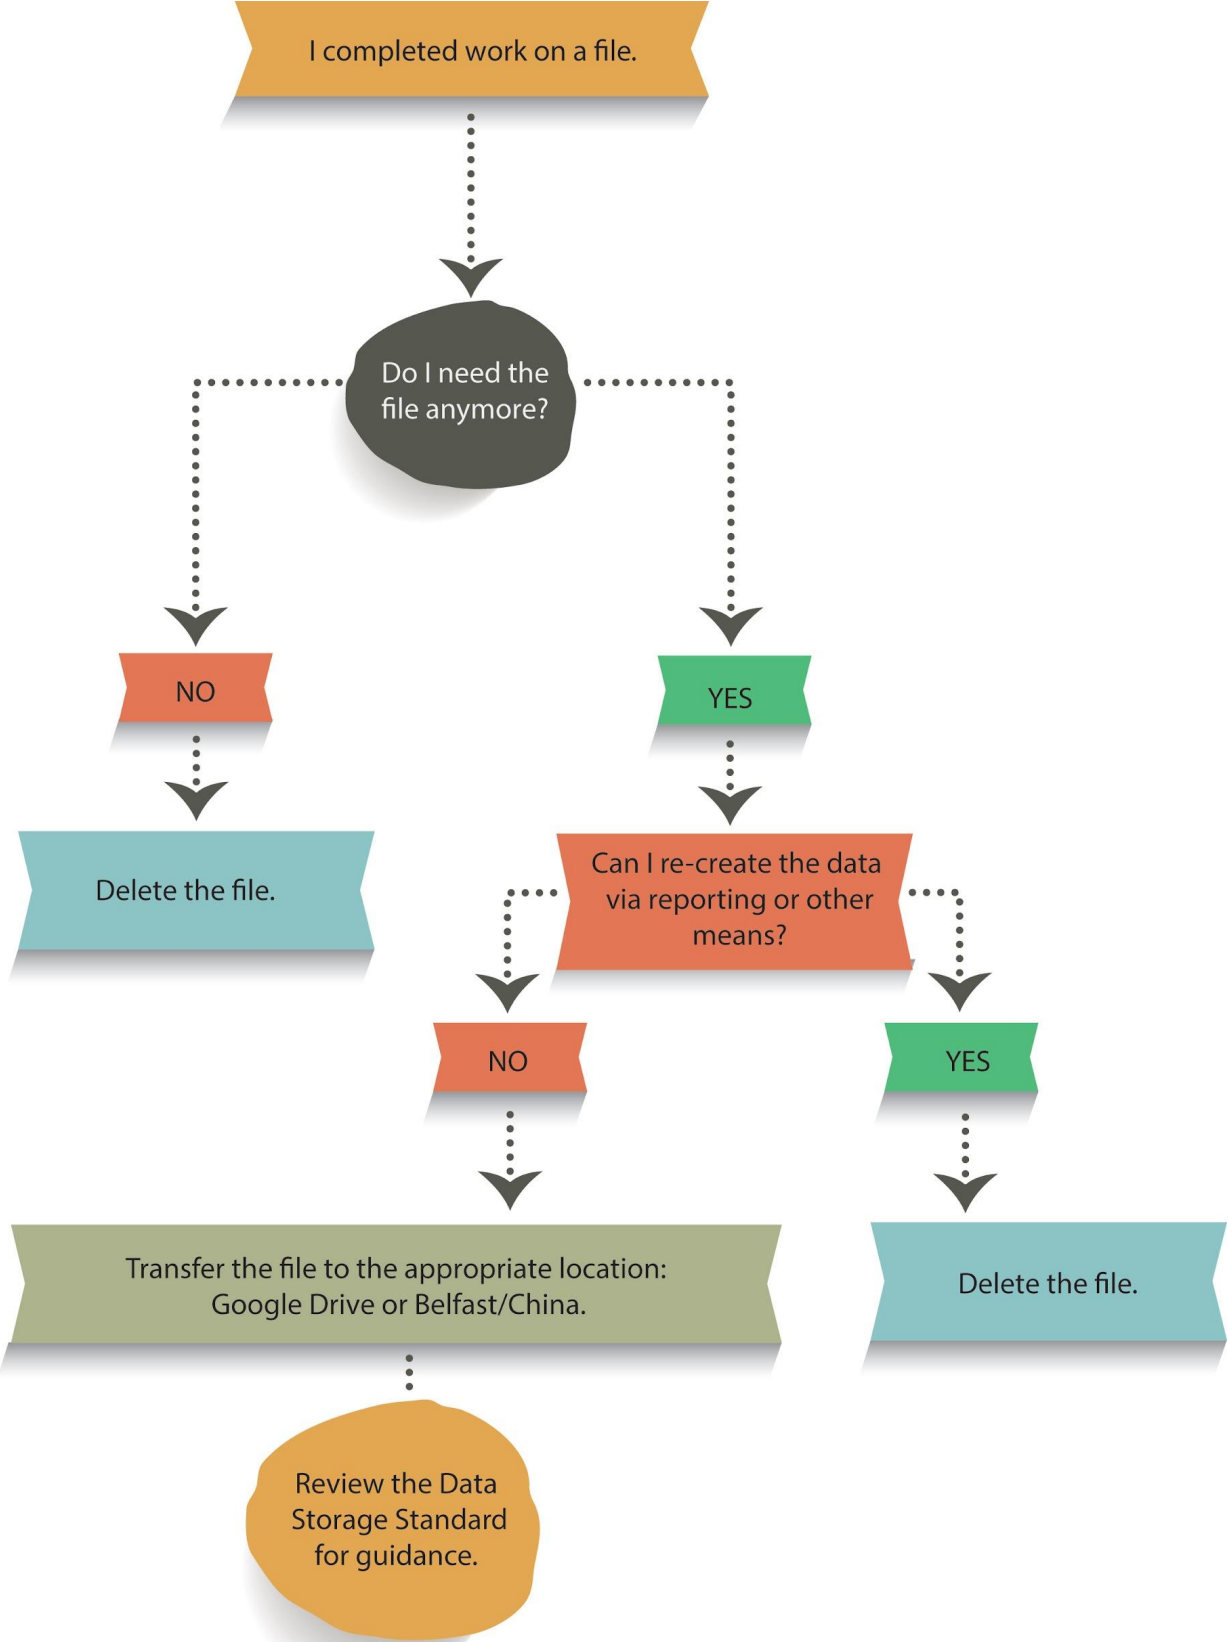 I completed work on a file.
Do I need the
file anymore?
NO
YES
Delete the file.
Can I re-create the data
via reporting or other
means?
NO
YES
Transfer the file to the appropriate location:
Google Drive or Belfast/China.
Delete the file.
Review the Data
Storage Standard
for guidance.